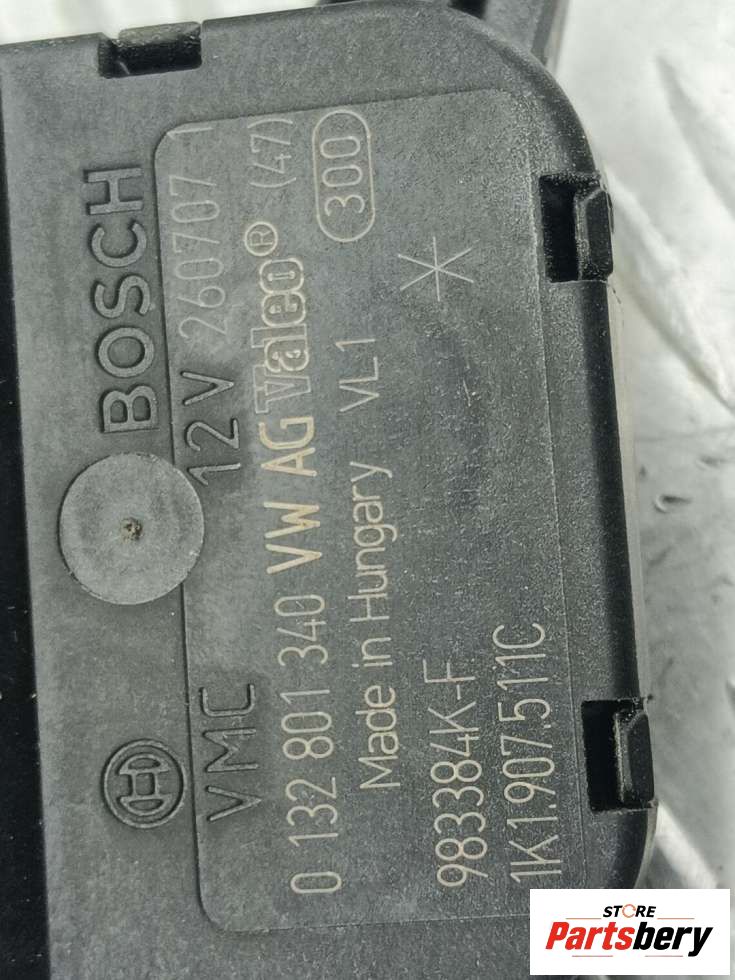 BOSCH
VMC 12V 260707 1
0 132 801 340 VW AG Valeo® (47)
Made in Hungary VL1 300
983384K-F
1K1.907.511C
STORE
Partsbery